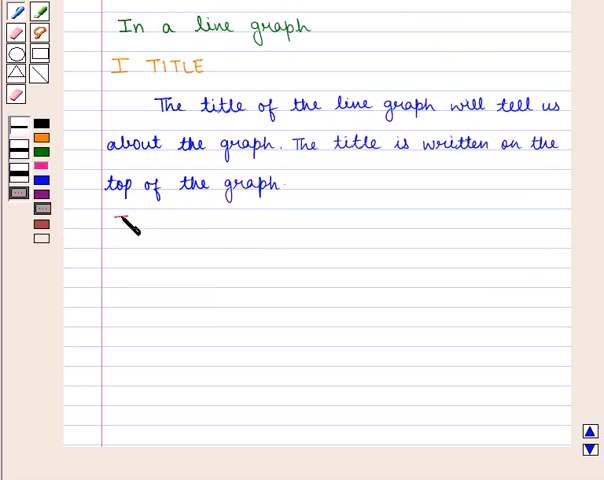 In a line graph
I TITLE
The title of the line graph will tell us
about the graph. The title is written on the
top of the graph.